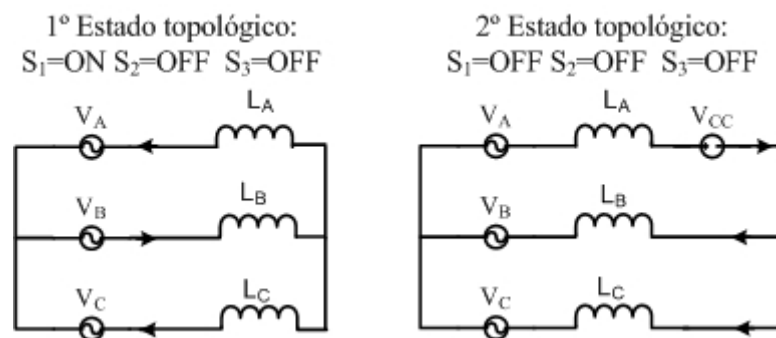 1º Estado topológico:
S1=ON S2=OFF S3=OFF
LA
VA
LB
VB
LC
VC
2º Estado topológico:
S1=OFF S2=OFF S3=OFF
LA
VA
VCC
LB
VB
LC
VC